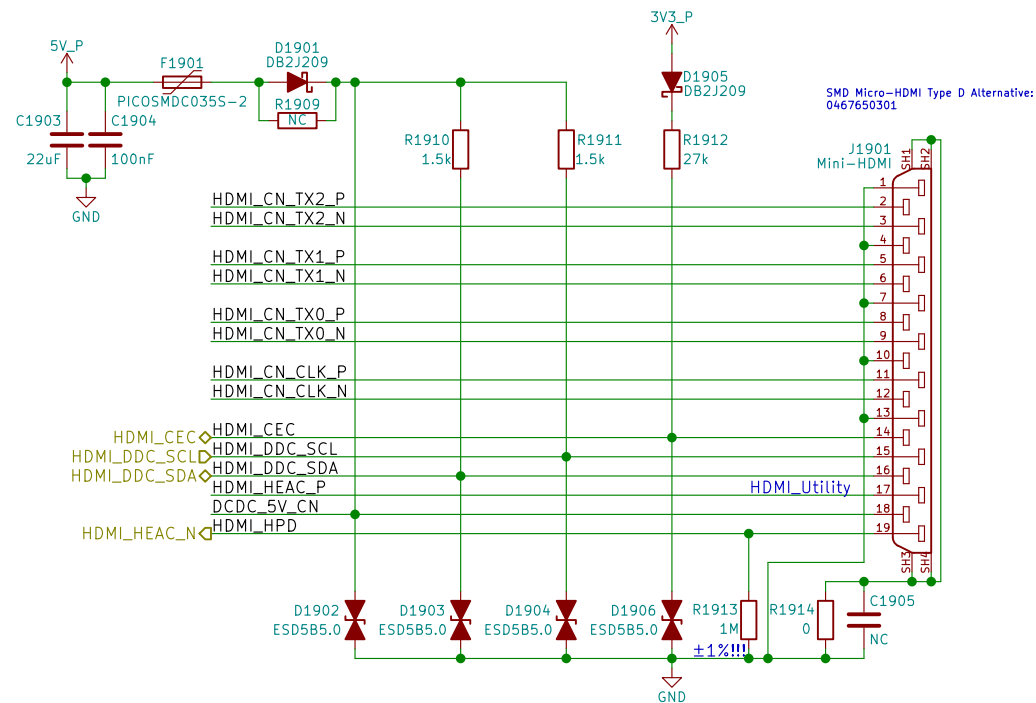 3V3_P
5V_P
D1901
DB2J209
F1901
D1905
DB2J209
PICOSMDC035S-2
R1909
NC
SMD Micro-HDMI Type D Alternative:
0467650301
C1903
22uF
C1904
100nF
R1910
1.5k
R1911
1.5k
R1912
27k
J1901
Mini-HDMI
SH1
SH2
GND
1
HDMI_CN_TX2_P
2
HDMI_CN_TX2_N
3
4
HDMI_CN_TX1_P
5
HDMI_CN_TX1_N
6
7
HDMI_CN_TX0_P
8
HDMI_CN_TX0_N
9
10
HDMI_CN_CLK_P
11
HDMI_CN_CLK_N
12
13
HDMI_CEC
HDMI_CEC
14
HDMI_DDC_SCL
HDMI_DDC_SCL
15
HDMI_DDC_SDA
HDMI_DDC_SDA
16
HDMI_HEAC_P
HDMI_Utility
17
DCDC_5V_CN
18
HDMI_HEAC_N
HDMI_HPD
19
SH3
SH4
D1902
ESD5B5.0
D1903
ESD5B5.0
D1904
ESD5B5.0
D1906
ESD5B5.0
R1913
1M
±1%!!!
R1914
0
C1905
NC
GND